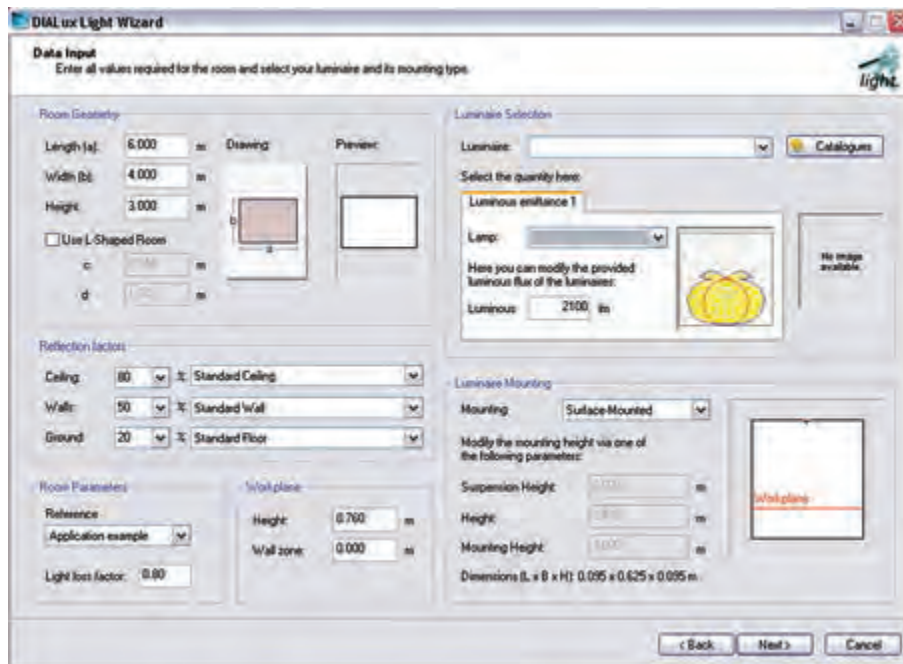 DIALux Light Wizard
Data Input
Enter all values required for the room and select your luminaire and its mounting type.
light
Room Geometry
Length (a): 6.000 m Drawing: Preview:
Width (b): 4.000 m
Height: 3.000 m
b
a
Use L-Shaped Room
c: m
d: m
Reflection factors
Ceiling: 80 % Standard Ceiling
Walls: 50 % Standard Wall
Ground: 20 % Standard Floor
Room Parameters
Reference
Application example
Light loss factor: 0.80
Workplane
Height: 0.760 m
Wall zone: 0.000 m
Luminaire Selection
Luminaire: Catalogues
Select the quantity here:
Luminous emittance 1
Lamp:
Here you can modify the provided
luminous flux of the luminaires:
Luminous 2100 lm
No image
available.
Luminaire Mounting
Mounting: Surface-Mounted
Modify the mounting height via one of
the following parameters:
Suspension Height: m
Height: m
Mounting Height: m
Dimensions (L x B x H): 0.095 x 0.625 x 0.095 m
Workplane
< Back Next > Cancel